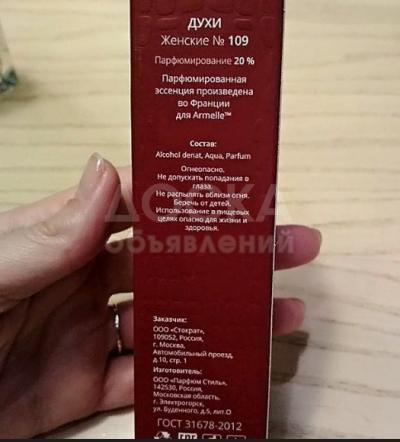 ДУХИ
Женские № 109
Парфюмирование 20 %
Парфюмированная
эссенция произведена
во Франции
для Armelle™
Состав:
Alcohol denat, Aqua, Parfum
Огнеопасно.
Не допускать попадания в
глаза.
Не распылять вблизи огня.
Беречь от детей.
Использование в пищевых
целях опасно для жизни и
здоровья.
ДОСКА
объявлений
Заказчик:
ООО «Стократ»,
109052, Россия,
г. Москва,
Автомобильный проезд,
д.10, стр. 1
Изготовитель:
ООО «Парфюм Стиль»,
142530, Россия,
Московская область,
г. Электрогорск,
ул. Буденного, д.5, лит.О
ГОСТ 31678-2012